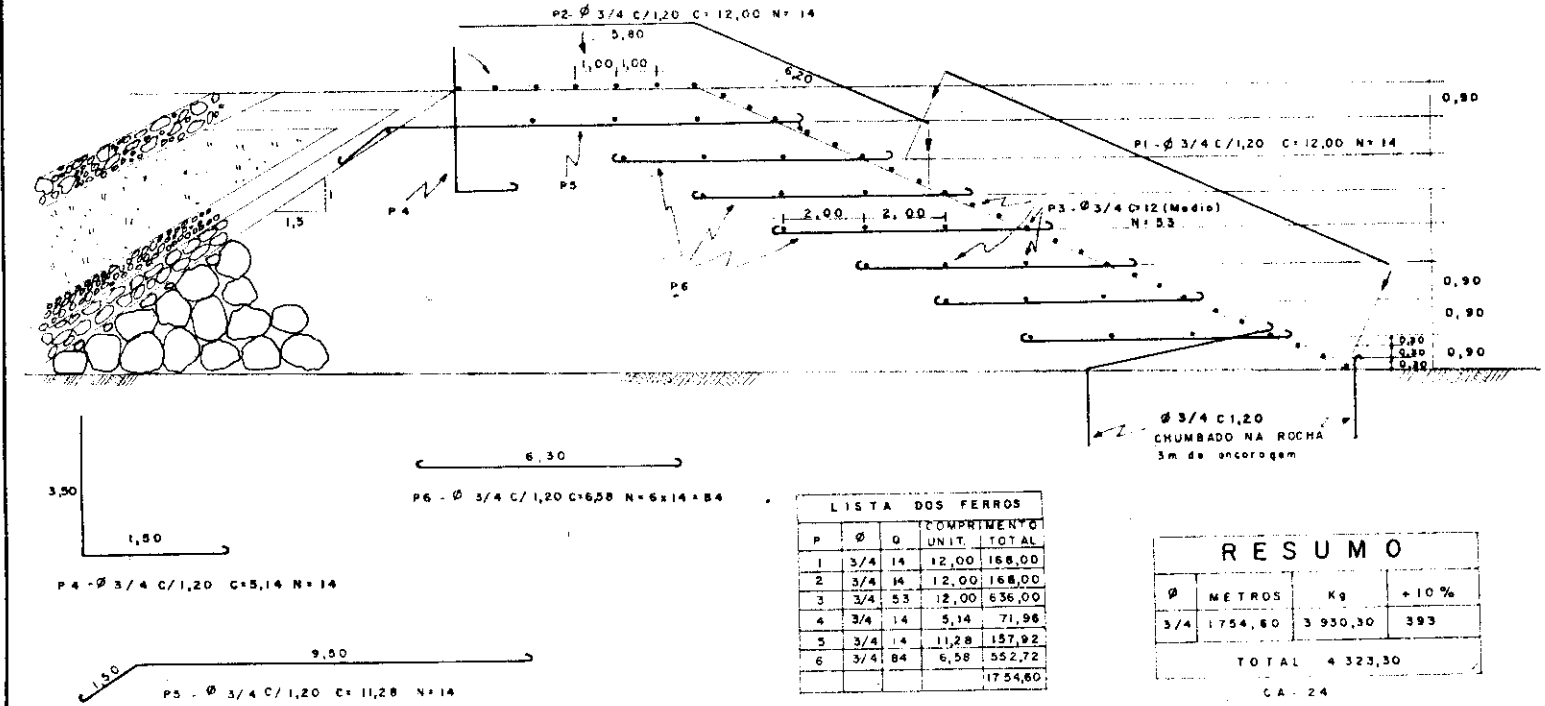 P2- Ø 3/4 C/1,20 C= 12,00 N= 14
5,80
1,00 1,00
6,20
0,90
P1 - Ø 3/4 C/1,20 C=12,00 N= 14
P4
P5
1,5
1
2,00 2,00
P3 - Ø 3/4 C=12 (Medio)
N= 53
P6
0,90
0,90
0,90
0,30
0,30
0,30
Ø 3/4 C1,20
CHUMBADO NA ROCHA
3m de ancoragem
3,50
1,50
P4 - Ø 3/4 C/ 1,20 C=5,14 N= 14
6,30
P6 - Ø 3/4 C/ 1,20 C=6,58 N=6x14=84
1,50
9,50
P5 - Ø 3/4 C/ 1,20 C= 11,28 N= 14
LISTA DOS FERROS
P Ø Q COMPRIMENTO
UNIT. TOTAL
1 3/4 14 12,00 168,00
2 3/4 14 12,00 168,00
3 3/4 53 12,00 636,00
4 3/4 14 5,14 71,96
5 3/4 14 11,28 157,92
6 3/4 84 6,58 552,72
1754,60
RESUMO
Ø METROS Kg +10%
3/4 1754,60 3 930,30 393
TOTAL 4 323,30
CA - 24